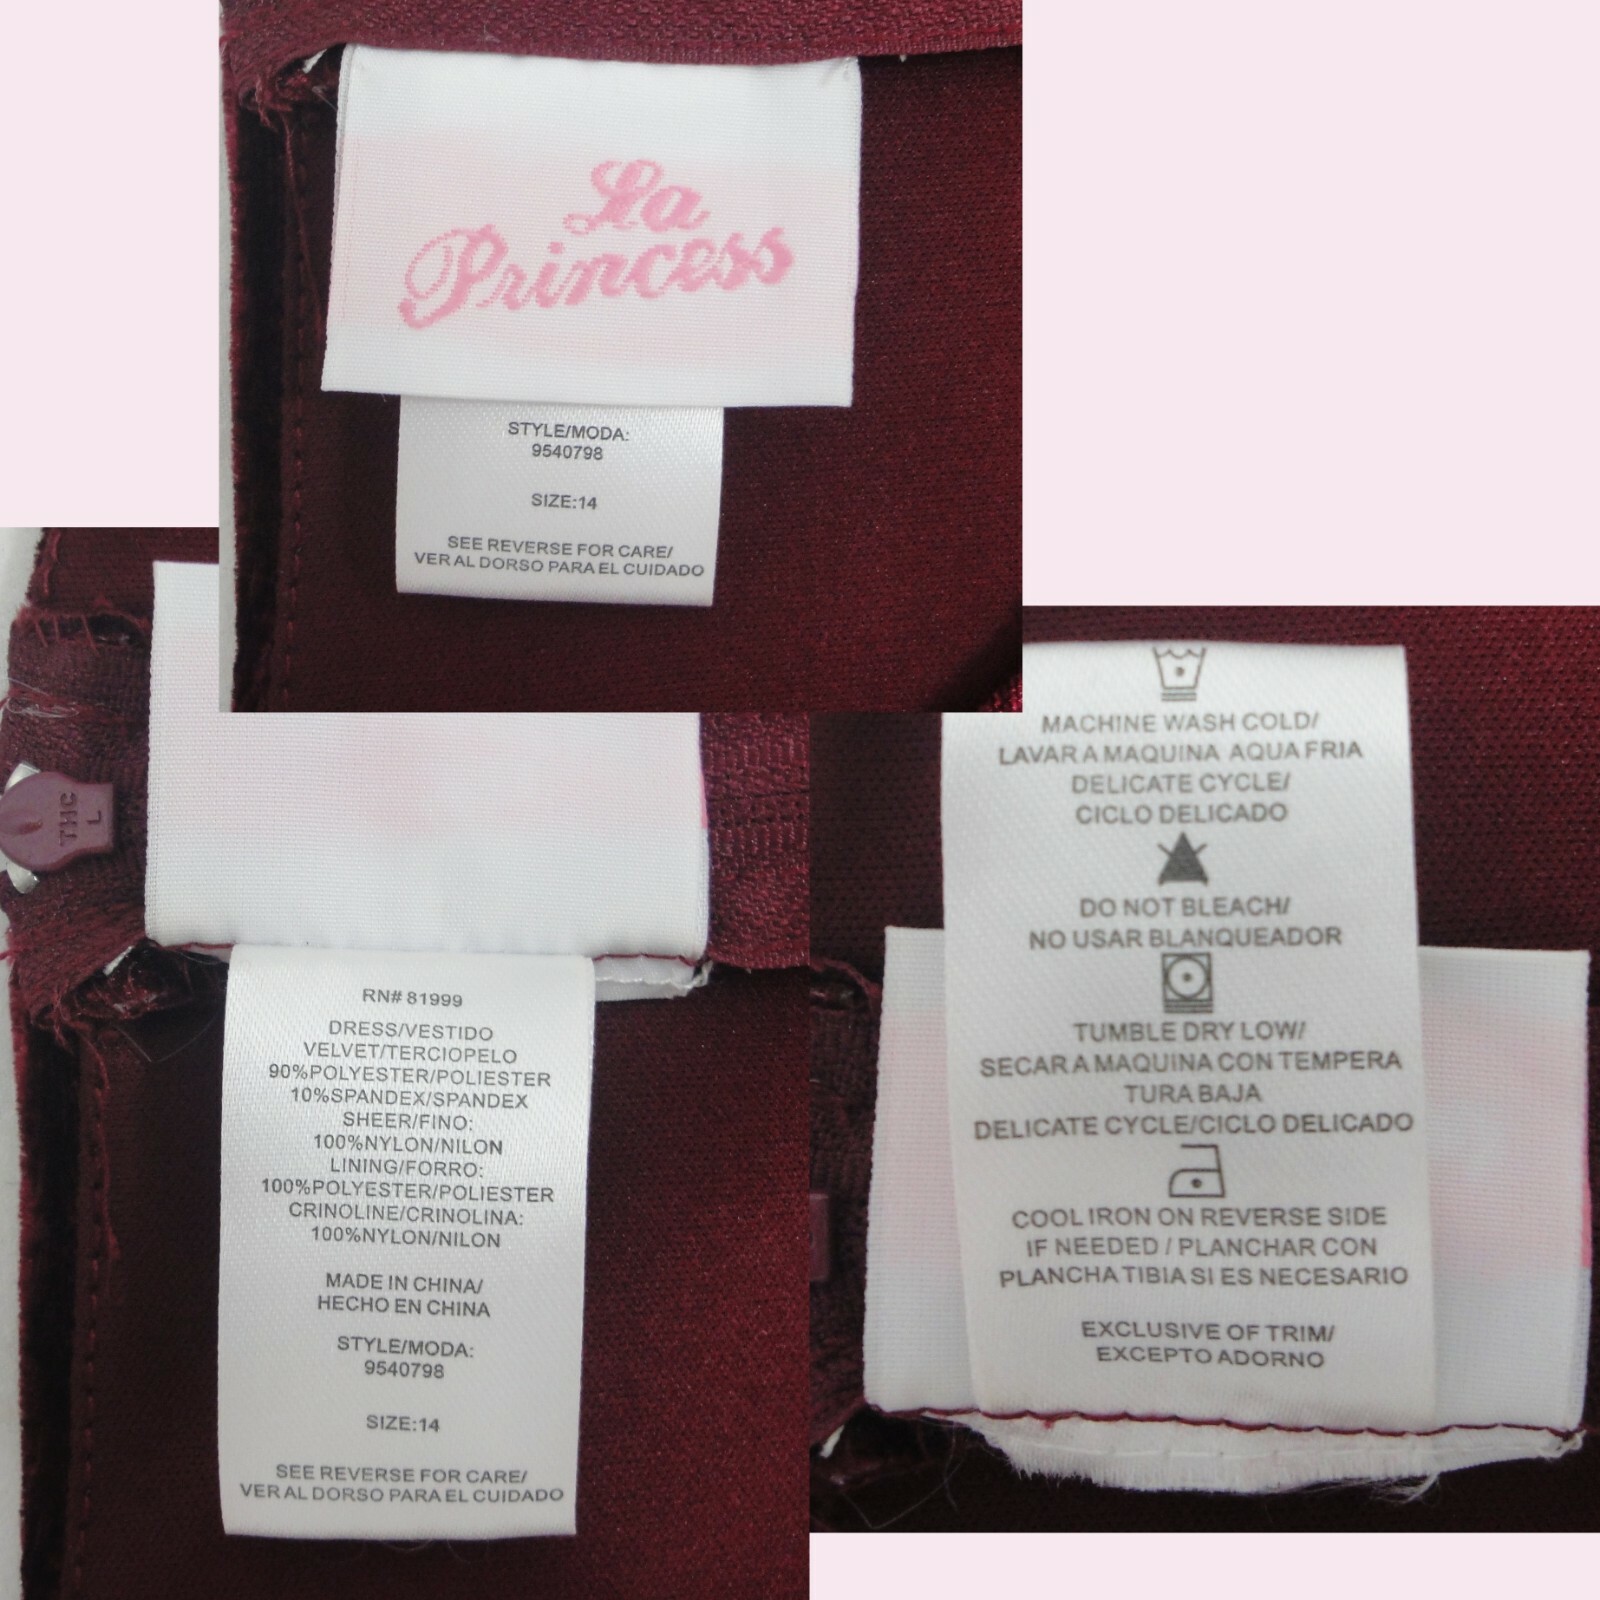 La
Princess
STYLE/MODA:
9540798
SIZE:14
SEE REVERSE FOR CARE/
VER AL DORSO PARA EL CUIDADO
THC
L
RN# 81999
DRESS/VESTIDO
VELVET/TERCIOPELO
90%POLYESTER/POLIESTER
10%SPANDEX/SPANDEX
SHEER/FINO:
100%NYLON/NILON
LINING/FORRO:
100%POLYESTER/POLIESTER
CRINOLINE/CRINOLINA:
100%NYLON/NILON
MADE IN CHINA/
HECHO EN CHINA
STYLE/MODA:
9540798
SIZE:14
SEE REVERSE FOR CARE/
VER AL DORSO PARA EL CUIDADO
MACHINE WASH COLD/
LAVAR A MAQUINA AQUA FRIA
DELICATE CYCLE/
CICLO DELICADO
DO NOT BLEACH/
NO USAR BLANQUEADOR
TUMBLE DRY LOW/
SECAR A MAQUINA CON TEMPERA
TURA BAJA
DELICATE CYCLE/CICLO DELICADO
COOL IRON ON REVERSE SIDE
IF NEEDED / PLANCHAR CON
PLANCHA TIBIA SI ES NECESARIO
EXCLUSIVE OF TRIM/
EXCEPTO ADORNO